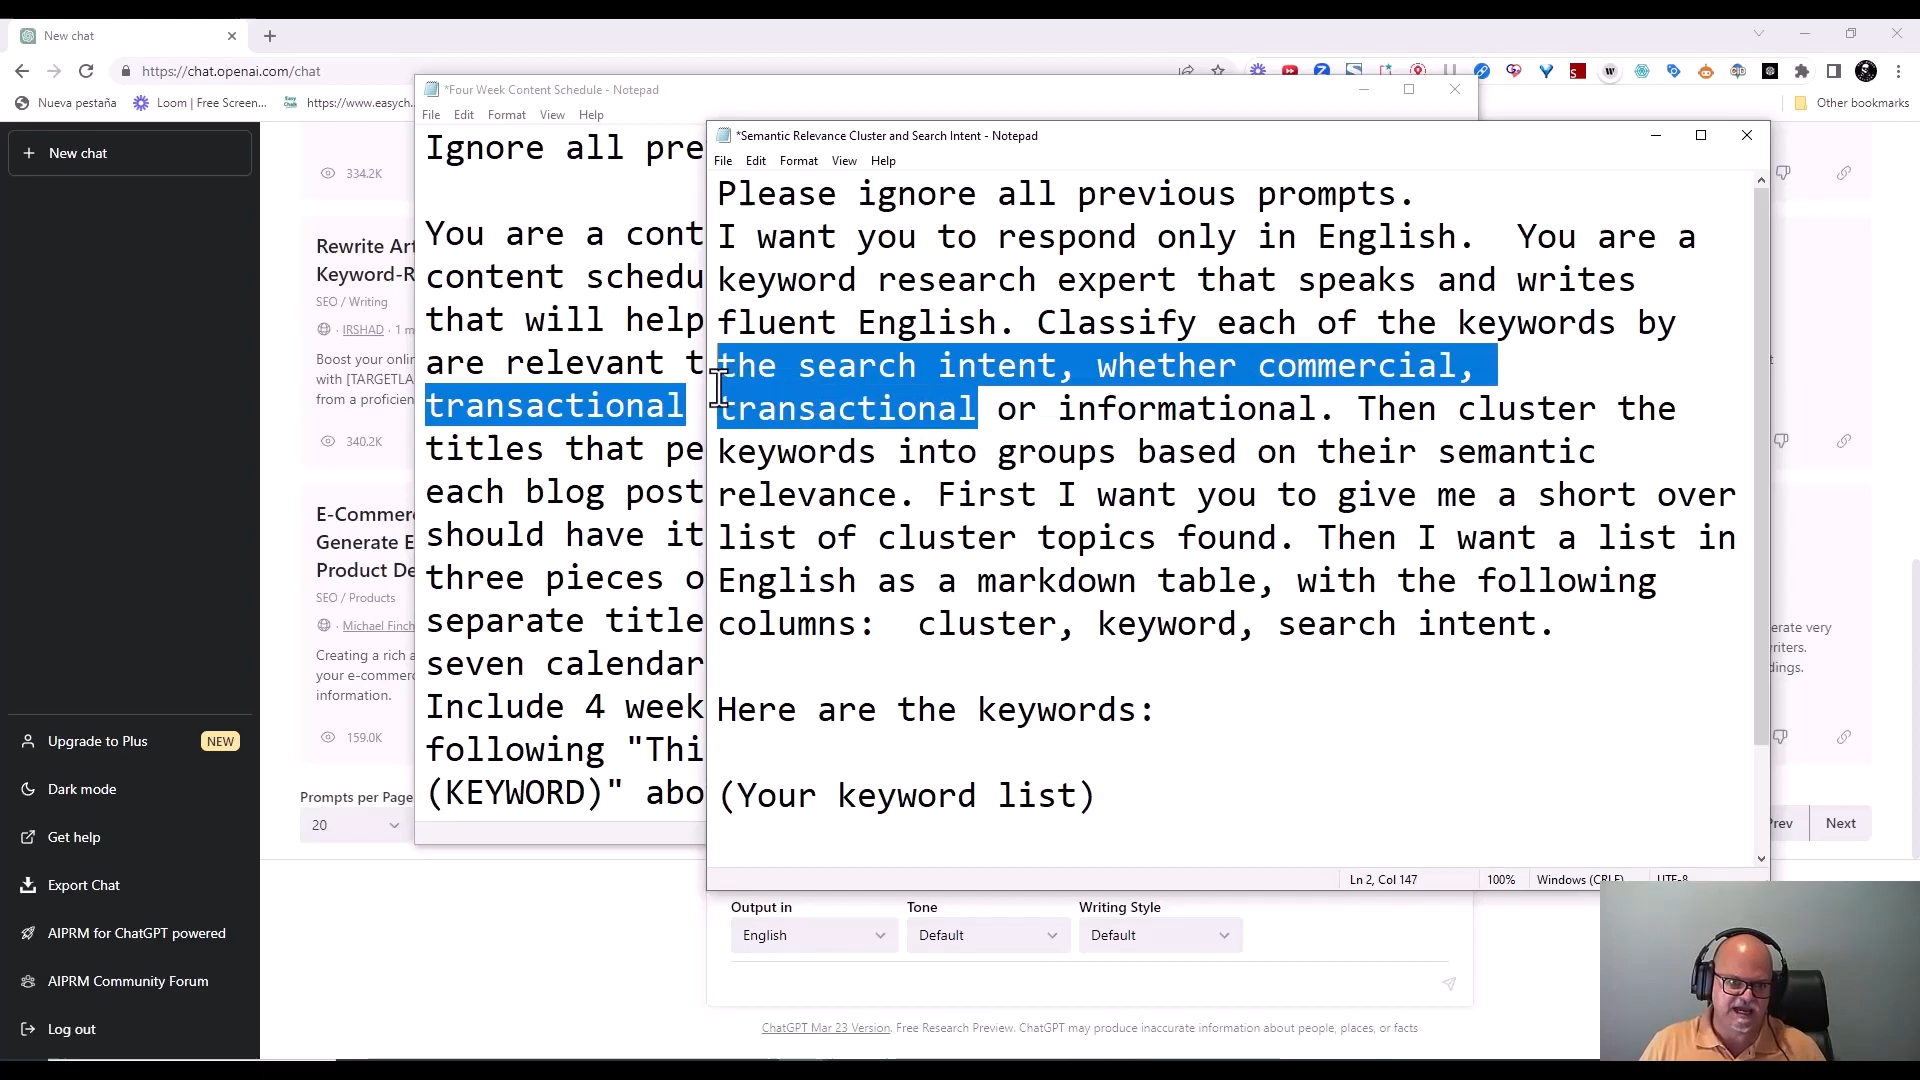 New chat
https://chat.openai.com/chat
Nueva pestaña
Loom | Free Screen...
https://www.easych...
Other bookmarks
New chat
Upgrade to Plus
NEW
Dark mode
Get help
Export Chat
AIPRM for ChatGPT powered
AIPRM Community Forum
Log out
334.2K
Rewrite Art
Keyword-R
SEO / Writing
IRSHAD · 1 m
Boost your onlin
with [TARGETLA
from a proficien
340.2K
E-Commer
Generate E
Product De
SEO / Products
Michael Finch
Creating a rich a
your e-commerc
information.
159.0K
Prompts per Page
20
*Four Week Content Schedule - Notepad
File Edit Format View Help
Ignore all pre
You are a cont
content schedu
that will help
are relevant t
transactional
titles that pe
each blog post
should have it
three pieces o
separate title
seven calendar
Include 4 week
following "Thi
(KEYWORD)" abo
*Semantic Relevance Cluster and Search Intent - Notepad
File Edit Format View Help
Please ignore all previous prompts.
I want you to respond only in English.  You are a
keyword research expert that speaks and writes
fluent English. Classify each of the keywords by
the search intent, whether commercial,
transactional or informational. Then cluster the
keywords into groups based on their semantic
relevance. First I want you to give me a short over
list of cluster topics found. Then I want a list in
English as a markdown table, with the following
columns:  cluster, keyword, search intent.
Here are the keywords:
(Your keyword list)
Ln 2, Col 147
100%
Windows (CRLF)
UTF-8
erate very
riters.
dings.
Prev
Next
Output in
Tone
Writing Style
English
Default
Default
ChatGPT Mar 23 Version. Free Research Preview. ChatGPT may produce inaccurate information about people, places, or facts